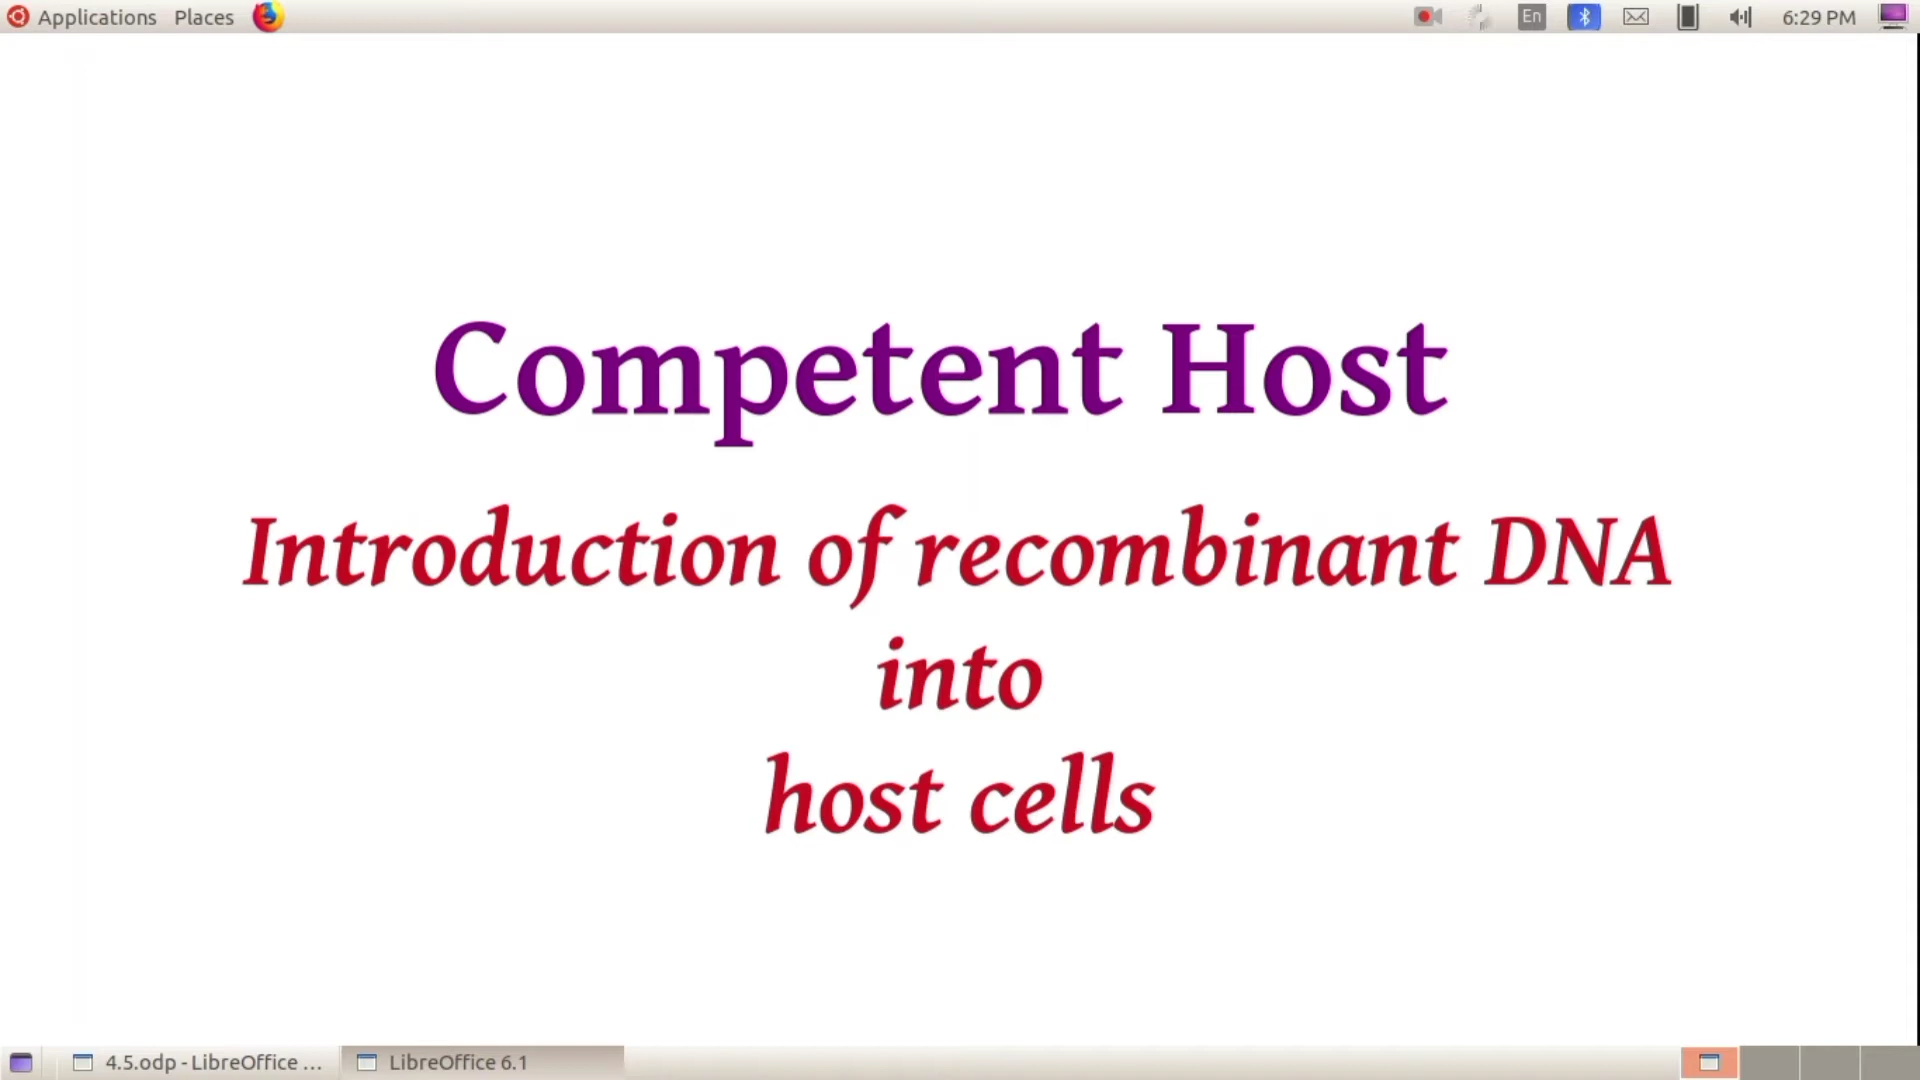 Applications Places En 6:29 PM
Competent Host
Introduction of recombinant DNA
into
host cells
4.5.odp - LibreOffice ... LibreOffice 6.1